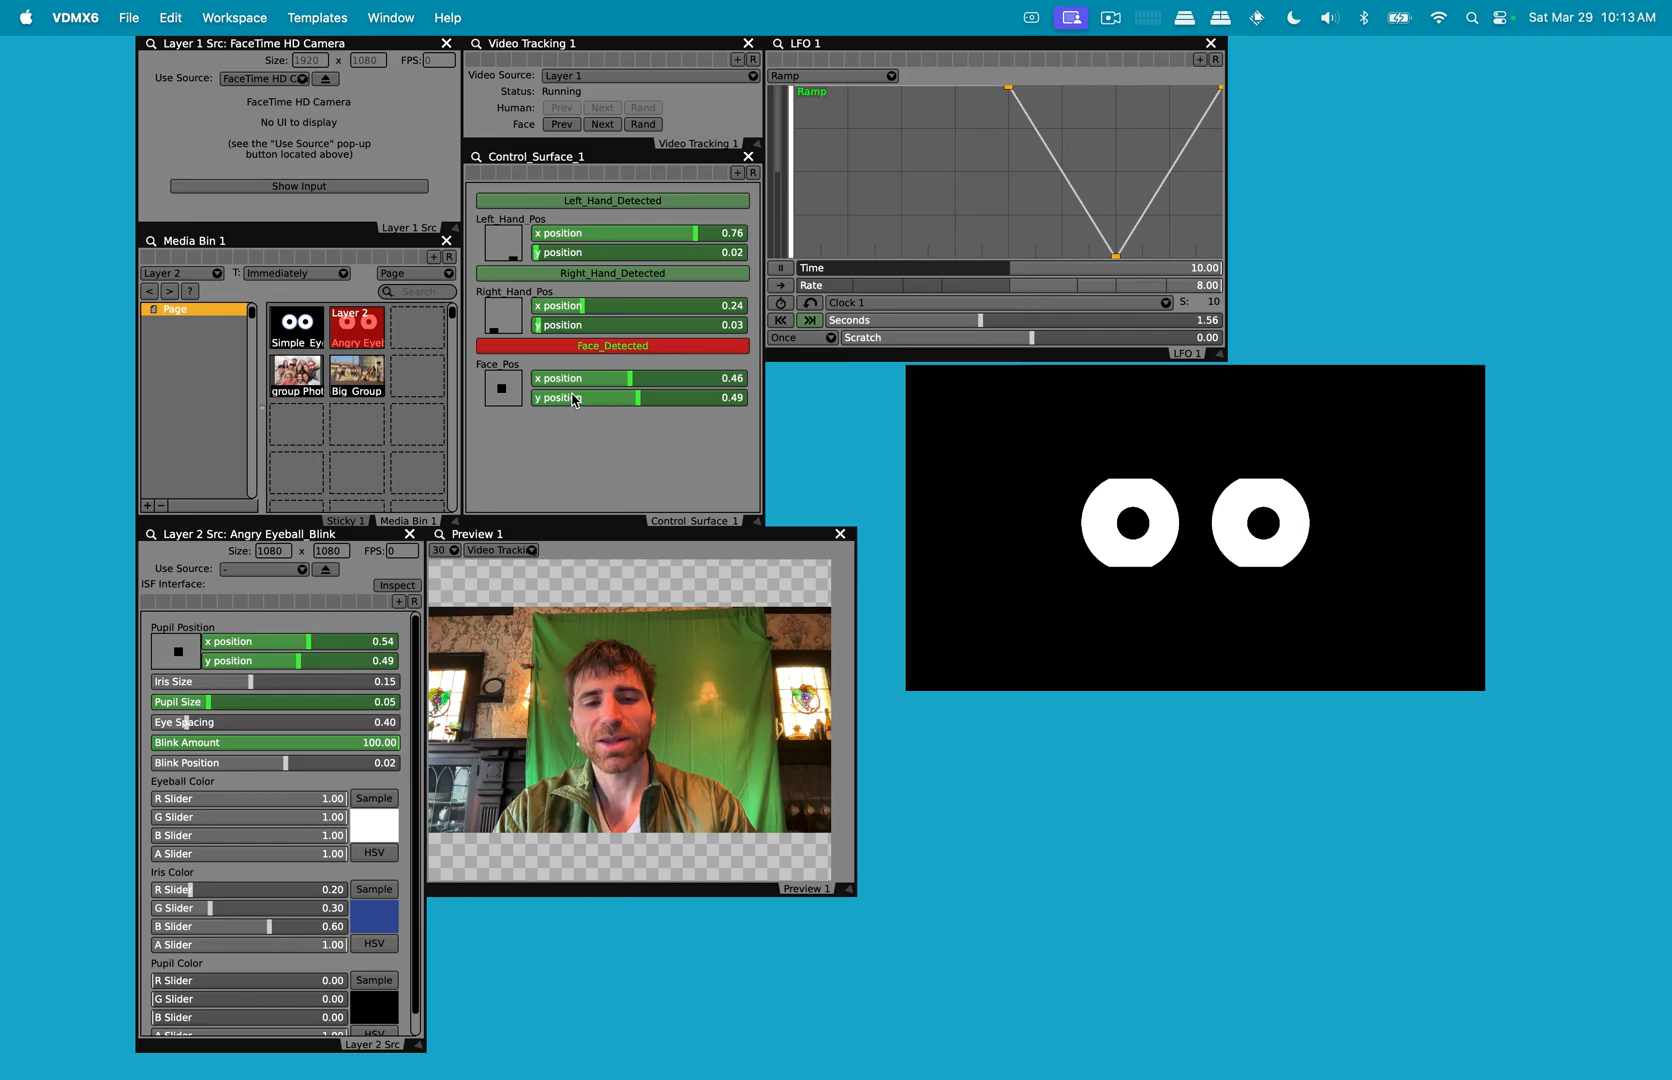 VDMX6 File Edit Workspace Templates Window Help
Sat Mar 29 10:13 AM
Layer 1 Src: FaceTime HD Camera
Size: 1920 x 1080 FPS: 0
Use Source: FaceTime HD C
FaceTime HD Camera
No UI to display
(see the "Use Source" pop-up
button located above)
Show Input
Layer 1 Src
Video Tracking 1
+ R
Video Source: Layer 1
Status: Running
Human: Prev Next Rand
Face Prev Next Rand
Video Tracking 1
LFO 1
+ R
Ramp
Ramp
Time 10.00
Rate 8.00
Clock 1 S: 10
Seconds 1.56
Once Scratch 0.00
LFO 1
Control_Surface_1
+ R
Left_Hand_Detected
Left_Hand_Pos
x position 0.76
y position 0.02
Right_Hand_Detected
Right_Hand_Pos
x position 0.24
y position 0.03
Face_Detected
Face_Pos
x position 0.46
y position 0.49
Control Surface 1
Media Bin 1
+ R
Layer 2 T: Immediately Page
< > ? Search
Page
Layer 2
Simple Eye Angry Eyel
group Phot Big Group
+ −
Sticky 1 Media Bin 1
Layer 2 Src: Angry Eyeball_Blink
Size: 1080 x 1080 FPS: 0
Use Source: -
ISF Interface: Inspect
+ R
Pupil Position
x position 0.54
y position 0.49
Iris Size 0.15
Pupil Size 0.05
Eye Spacing 0.40
Blink Amount 100.00
Blink Position 0.02
Eyeball Color
R Slider 1.00 Sample
G Slider 1.00
B Slider 1.00
A Slider 1.00 HSV
Iris Color
R Slider 0.20 Sample
G Slider 0.30
B Slider 0.60
A Slider 1.00 HSV
Pupil Color
R Slider 0.00 Sample
G Slider 0.00
B Slider 0.00
A Slider 1.00 HSV
Layer 2 Src
Preview 1
30 Video Tracki
Preview 1